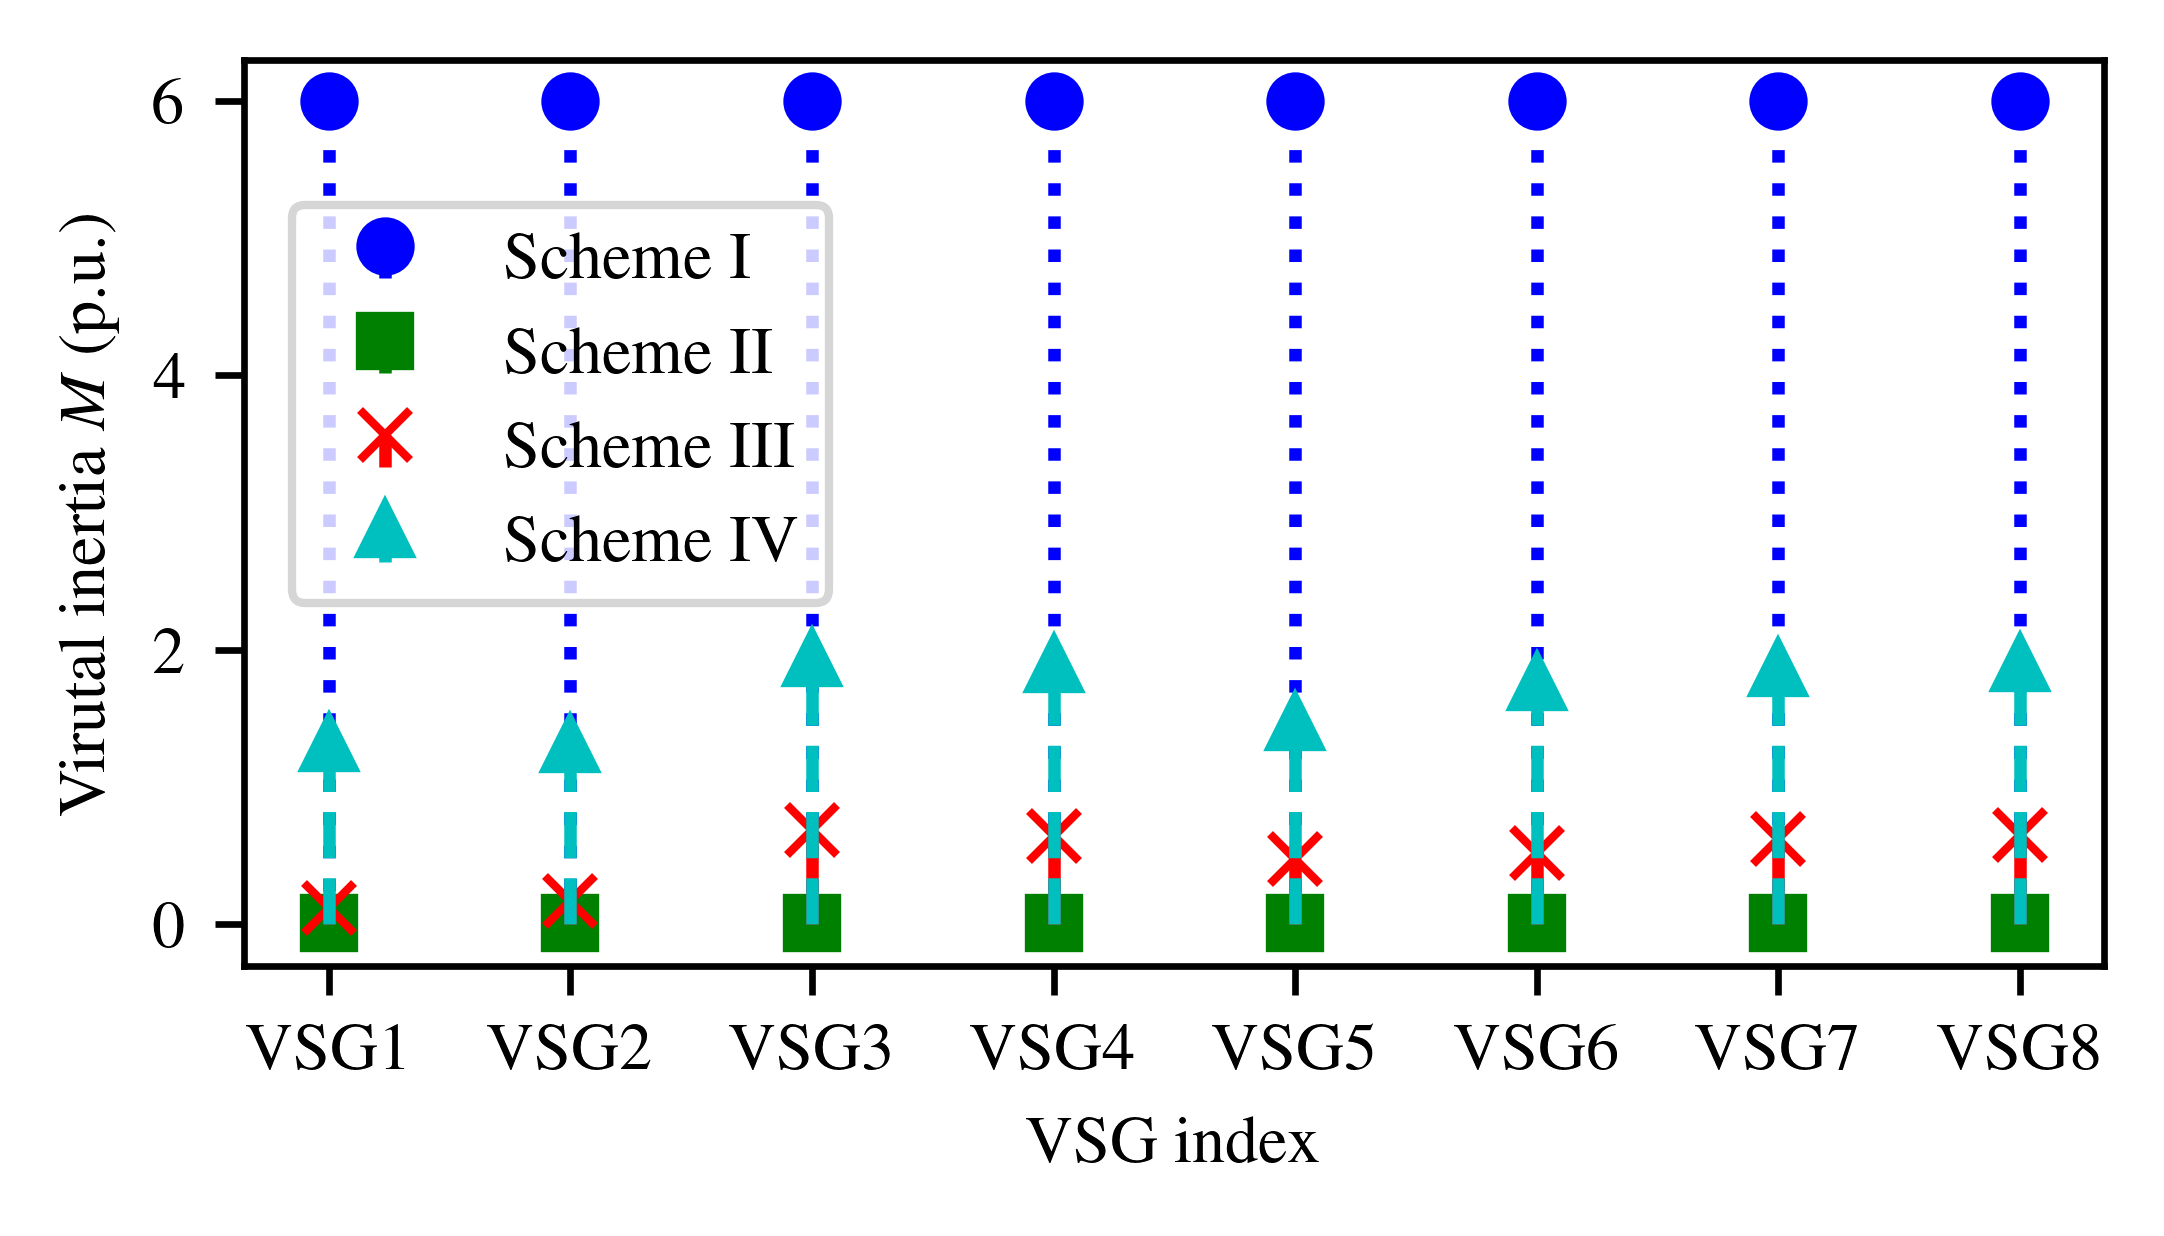 Virutal inertia M (p.u.)
6
4
2
0
Scheme I
Scheme II
Scheme III
Scheme IV
VSG1 VSG2 VSG3 VSG4 VSG5 VSG6 VSG7 VSG8
VSG index